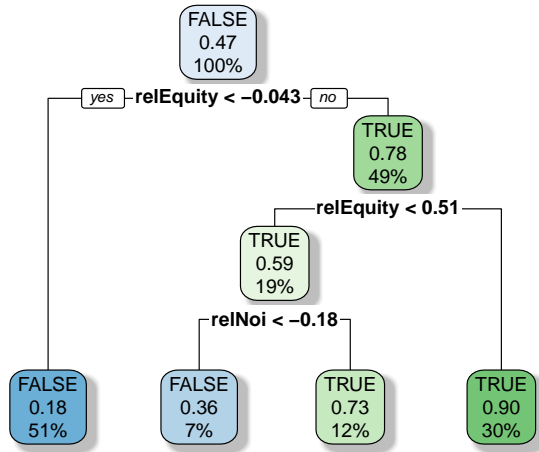 FALSE
0.47
100%
yes relEquity < −0.043 no
TRUE
0.78
49%
relEquity < 0.51
TRUE
0.59
19%
relNoi < −0.18
FALSE
0.18
51%
FALSE
0.36
7%
TRUE
0.73
12%
TRUE
0.90
30%